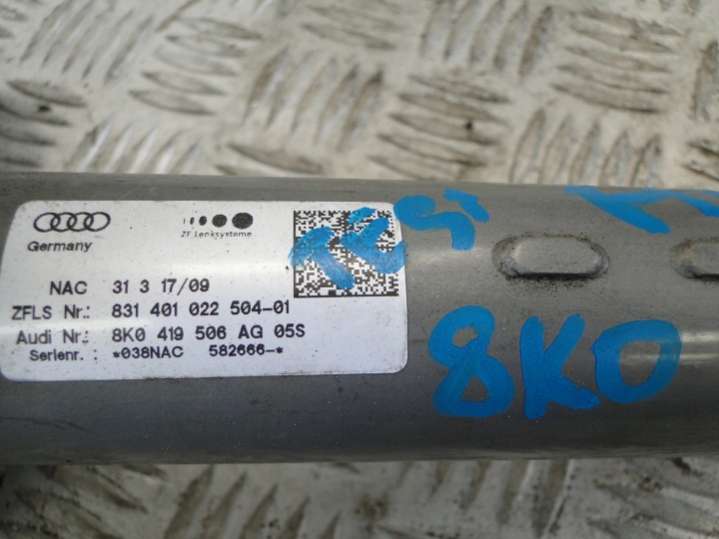 Germany
ZF Lenksysteme
NAC 31 3 17/09
ZFLS Nr.: 831 401 022 504-01
Audi Nr.: 8K0 419 506 AG 05S
Serienr.: *038NAC 582666-*
8K0